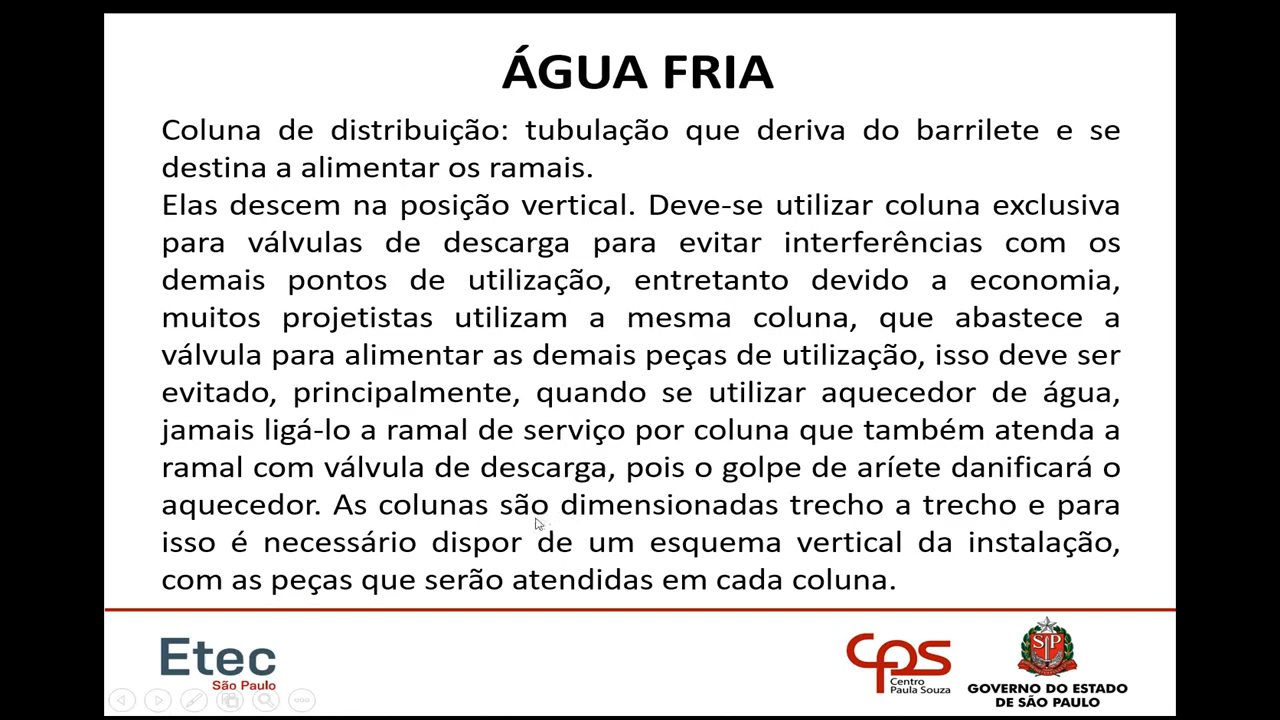 ÁGUA FRIA
Coluna de distribuição: tubulação que deriva do barrilete e se
destina a alimentar os ramais.
Elas descem na posição vertical. Deve-se utilizar coluna exclusiva
para válvulas de descarga para evitar interferências com os
demais pontos de utilização, entretanto devido a economia,
muitos projetistas utilizam a mesma coluna, que abastece a
válvula para alimentar as demais peças de utilização, isso deve ser
evitado, principalmente, quando se utilizar aquecedor de água,
jamais ligá-lo a ramal de serviço por coluna que também atenda a
ramal com válvula de descarga, pois o golpe de aríete danificará o
aquecedor. As colunas são dimensionadas trecho a trecho e para
isso é necessário dispor de um esquema vertical da instalação,
com as peças que serão atendidas em cada coluna.
Etec
São Paulo
CPS
Centro
Paula Souza
SP
GOVERNO DO ESTADO
DE SÃO PAULO